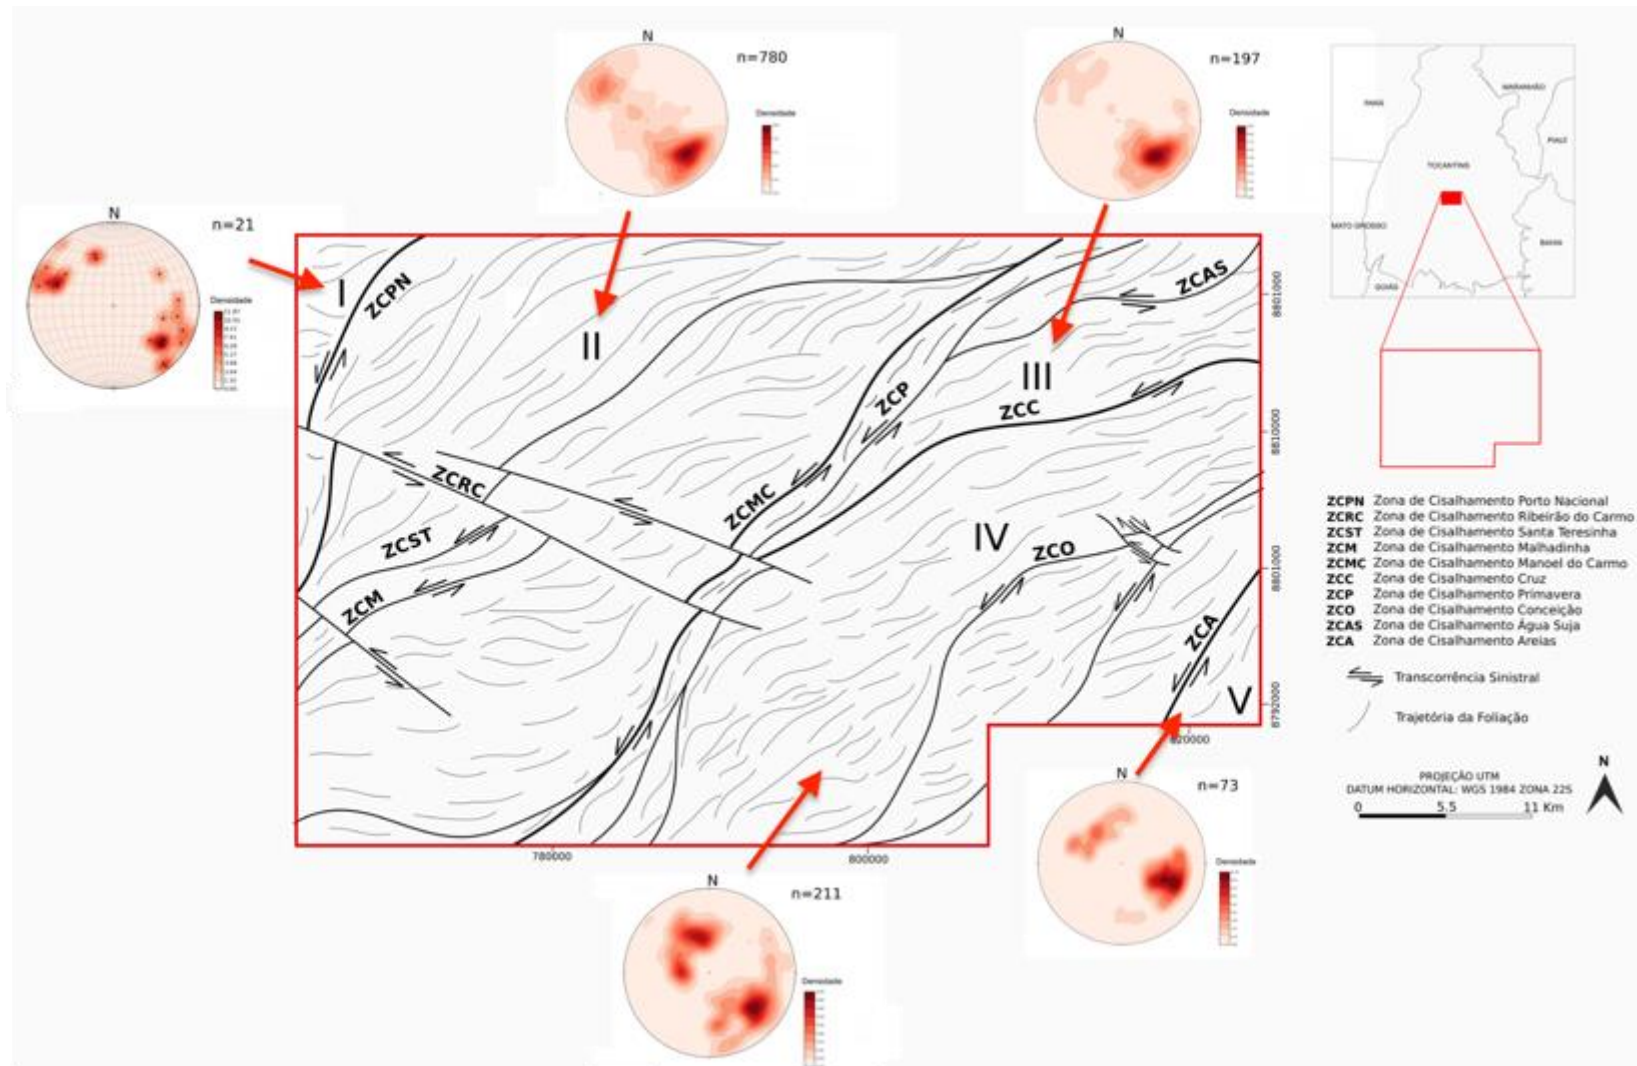 N
n=780
Densidade
N
n=197
Densidade
N
n=21
Densidade
PARÁ
MARANHÃO
PIAUÍ
TOCANTINS
MATO GROSSO
BAHIA
GOIÁS
I
ZCPN
II
ZCAS
III
ZCP
ZCC
ZCRC
ZCMC
ZCST
IV
ZCO
ZCM
ZCA
V
8801000
8810000
8801000
8792000
780000
800000
820000
ZCPN Zona de Cisalhamento Porto Nacional
ZCRC Zona de Cisalhamento Ribeirão do Carmo
ZCST Zona de Cisalhamento Santa Teresinha
ZCM Zona de Cisalhamento Malhadinha
ZCMC Zona de Cisalhamento Manoel do Carmo
ZCC Zona de Cisalhamento Cruz
ZCP Zona de Cisalhamento Primavera
ZCO Zona de Cisalhamento Conceição
ZCAS Zona de Cisalhamento Água Suja
ZCA Zona de Cisalhamento Areias
Transcorrência Sinistral
Trajetória da Foliação
N
PROJEÇÃO UTM
DATUM HORIZONTAL: WGS 1984 ZONA 22S
0 5.5 11 Km
N
n=73
Densidade
N
n=211
Densidade